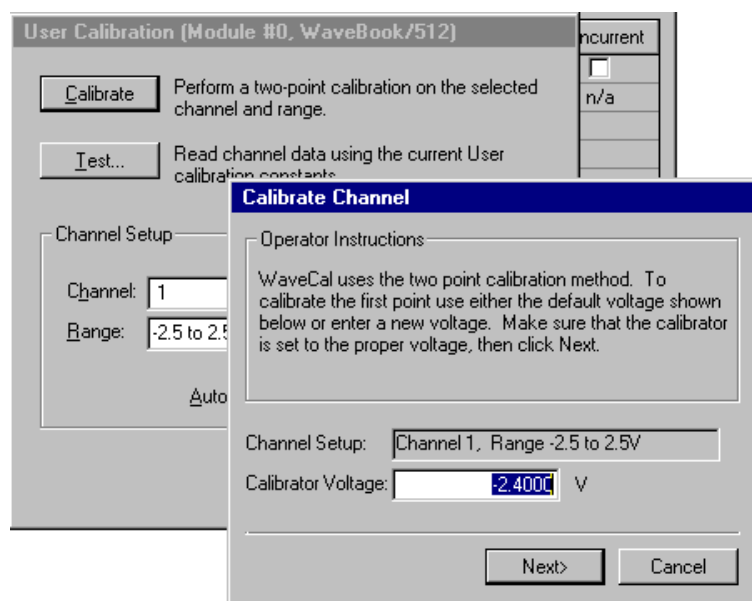 User Calibration (Module #0, WaveBook/512)
ncurrent
n/a
Calibrate
Perform a two-point calibration on the selected
channel and range.
Test...
Read channel data using the current User
calibration constants
Channel Setup
Channel: 1
Range: -2.5 to 2.5
Auto
Calibrate Channel
Operator Instructions
WaveCal uses the two point calibration method. To
calibrate the first point use either the default voltage shown
below or enter a new voltage. Make sure that the calibrator
is set to the proper voltage, then click Next.
Channel Setup: Channel 1, Range -2.5 to 2.5V
Calibrator Voltage: -2.4000 V
Next>
Cancel